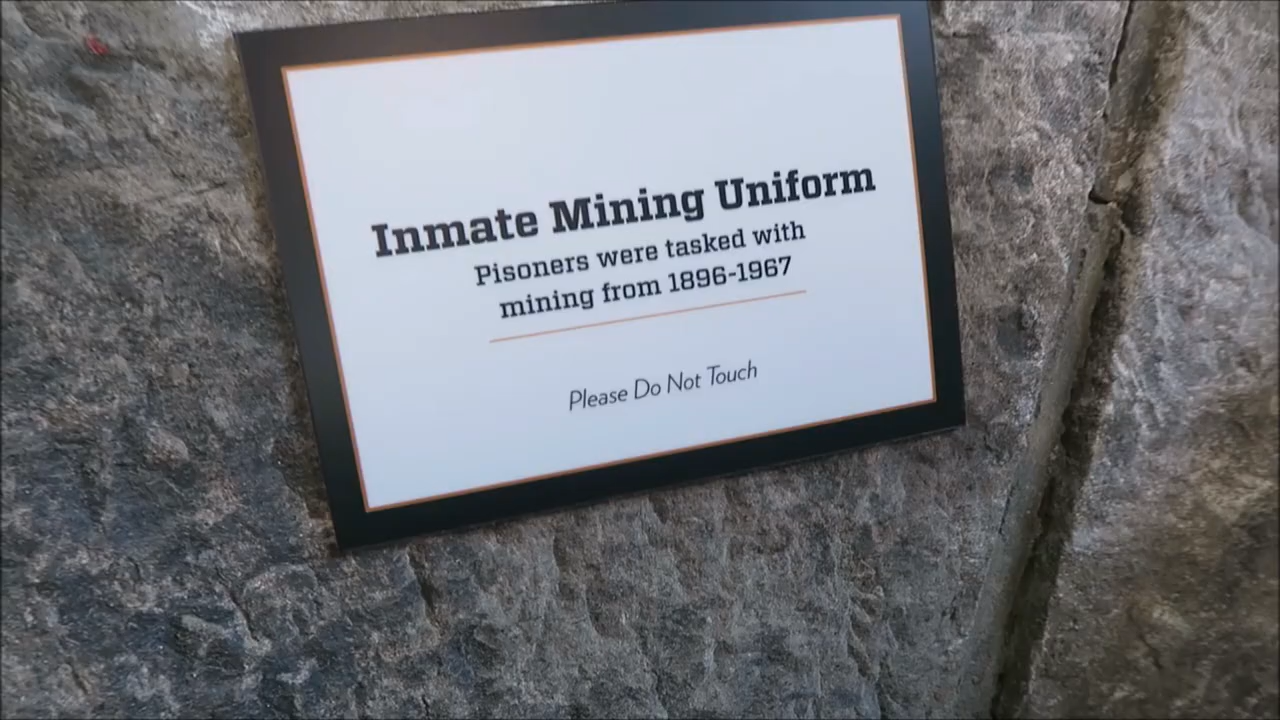 Inmate Mining Uniform
Pisoners were tasked with
mining from 1896-1967
Please Do Not Touch